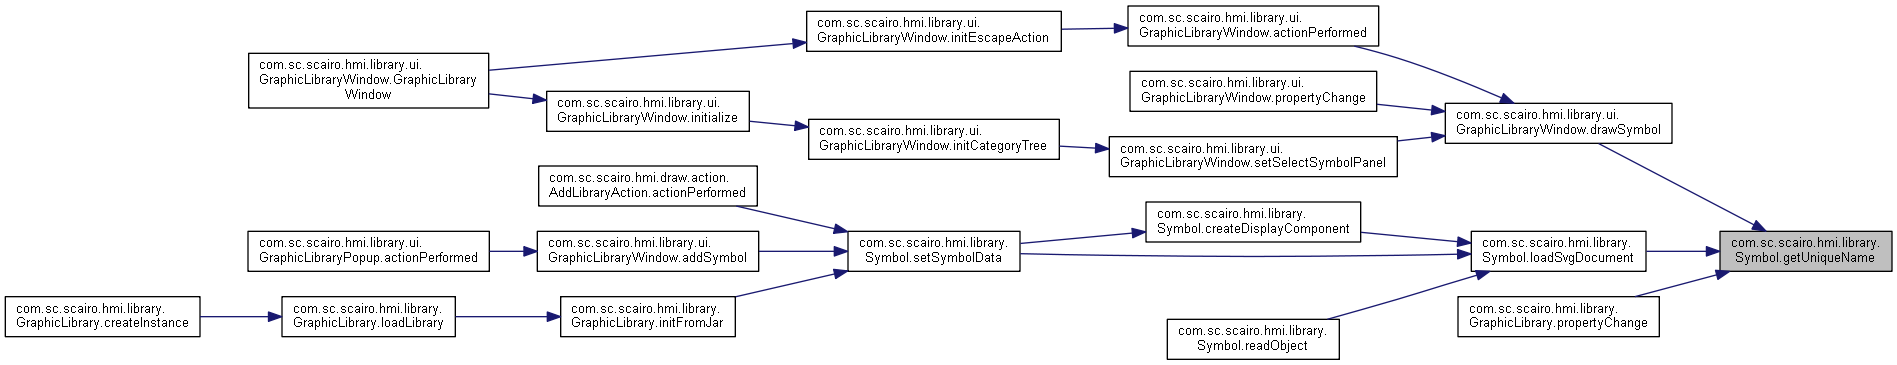 com.sc.scairo.hmi.library.ui.
GraphicLibraryWindow.GraphicLibrary
Window
com.sc.scairo.hmi.library.ui.
GraphicLibraryWindow.initEscapeAction
com.sc.scairo.hmi.library.ui.
GraphicLibraryWindow.actionPerformed
com.sc.scairo.hmi.library.ui.
GraphicLibraryWindow.propertyChange
com.sc.scairo.hmi.library.ui.
GraphicLibraryWindow.initialize
com.sc.scairo.hmi.library.ui.
GraphicLibraryWindow.initCategoryTree
com.sc.scairo.hmi.library.ui.
GraphicLibraryWindow.setSelectSymbolPanel
com.sc.scairo.hmi.library.ui.
GraphicLibraryWindow.drawSymbol
com.sc.scairo.hmi.draw.action.
AddLibraryAction.actionPerformed
com.sc.scairo.hmi.library.ui.
GraphicLibraryPopup.actionPerformed
com.sc.scairo.hmi.library.ui.
GraphicLibraryWindow.addSymbol
com.sc.scairo.hmi.library.
Symbol.setSymbolData
com.sc.scairo.hmi.library.
Symbol.createDisplayComponent
com.sc.scairo.hmi.library.
Symbol.loadSvgDocument
com.sc.scairo.hmi.library.
Symbol.getUniqueName
com.sc.scairo.hmi.library.
GraphicLibrary.createInstance
com.sc.scairo.hmi.library.
GraphicLibrary.loadLibrary
com.sc.scairo.hmi.library.
GraphicLibrary.initFromJar
com.sc.scairo.hmi.library.
Symbol.readObject
com.sc.scairo.hmi.library.
GraphicLibrary.propertyChange